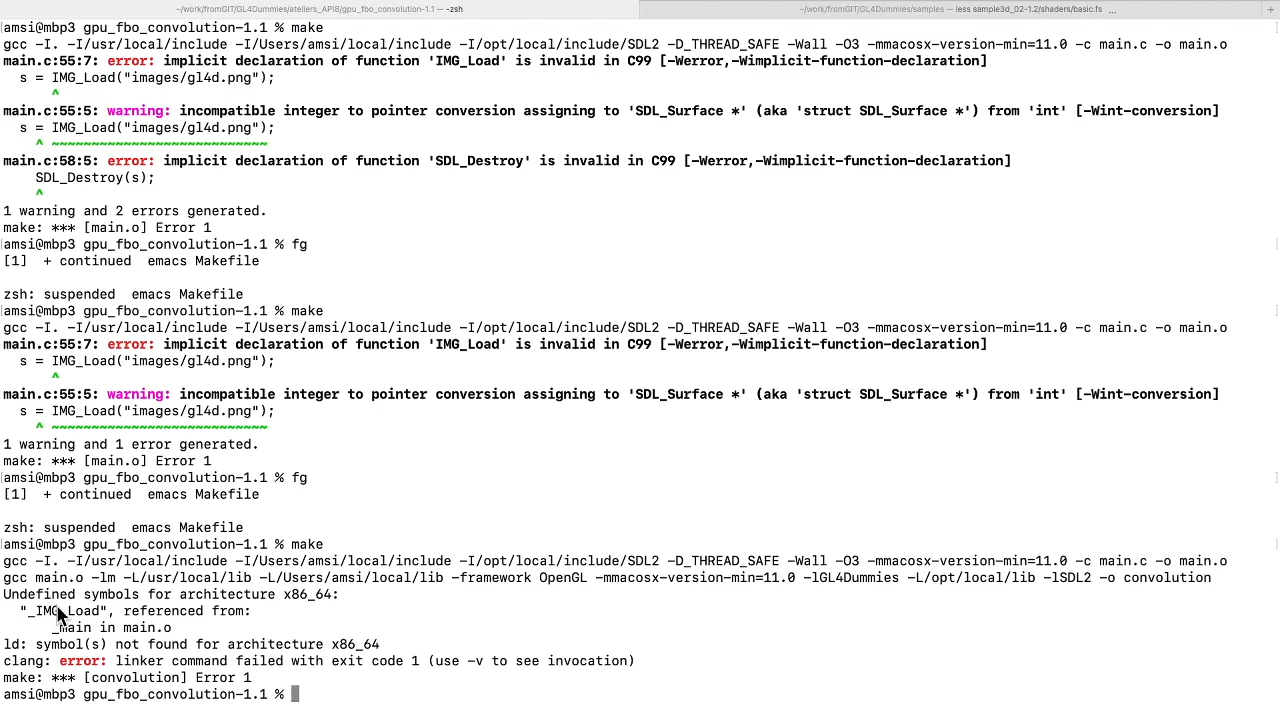 ~/work/fromGIT/GL4Dummies/ateliers_API8/gpu_fbo_convolution-1.1 — -zsh
~/work/fromGIT/GL4Dummies/samples — less sample3d_02-1.2/shaders/basic.fs ...
amsi@mbp3 gpu_fbo_convolution-1.1 % make
gcc -I. -I/usr/local/include -I/Users/amsi/local/include -I/opt/local/include/SDL2 -D_THREAD_SAFE -Wall -O3 -mmacosx-version-min=11.0 -c main.c -o main.o
main.c:55:7: error: implicit declaration of function 'IMG_Load' is invalid in C99 [-Werror,-Wimplicit-function-declaration]
  s = IMG_Load("images/gl4d.png");
      ^
main.c:55:5: warning: incompatible integer to pointer conversion assigning to 'SDL_Surface *' (aka 'struct SDL_Surface *') from 'int' [-Wint-conversion]
  s = IMG_Load("images/gl4d.png");
    ^ ~~~~~~~~~~~~~~~~~~~~~~~~~~~
main.c:58:5: error: implicit declaration of function 'SDL_Destroy' is invalid in C99 [-Werror,-Wimplicit-function-declaration]
    SDL_Destroy(s);
    ^
1 warning and 2 errors generated.
make: *** [main.o] Error 1
amsi@mbp3 gpu_fbo_convolution-1.1 % fg
[1]  + continued  emacs Makefile
zsh: suspended  emacs Makefile
amsi@mbp3 gpu_fbo_convolution-1.1 % make
gcc -I. -I/usr/local/include -I/Users/amsi/local/include -I/opt/local/include/SDL2 -D_THREAD_SAFE -Wall -O3 -mmacosx-version-min=11.0 -c main.c -o main.o
main.c:55:7: error: implicit declaration of function 'IMG_Load' is invalid in C99 [-Werror,-Wimplicit-function-declaration]
  s = IMG_Load("images/gl4d.png");
      ^
main.c:55:5: warning: incompatible integer to pointer conversion assigning to 'SDL_Surface *' (aka 'struct SDL_Surface *') from 'int' [-Wint-conversion]
  s = IMG_Load("images/gl4d.png");
    ^ ~~~~~~~~~~~~~~~~~~~~~~~~~~~
1 warning and 1 error generated.
make: *** [main.o] Error 1
amsi@mbp3 gpu_fbo_convolution-1.1 % fg
[1]  + continued  emacs Makefile
zsh: suspended  emacs Makefile
amsi@mbp3 gpu_fbo_convolution-1.1 % make
gcc -I. -I/usr/local/include -I/Users/amsi/local/include -I/opt/local/include/SDL2 -D_THREAD_SAFE -Wall -O3 -mmacosx-version-min=11.0 -c main.c -o main.o
gcc main.o -lm -L/usr/local/lib -L/Users/amsi/local/lib -framework OpenGL -mmacosx-version-min=11.0 -lGL4Dummies -L/opt/local/lib -lSDL2 -o convolution
Undefined symbols for architecture x86_64:
  "_IMG_Load", referenced from:
      _main in main.o
ld: symbol(s) not found for architecture x86_64
clang: error: linker command failed with exit code 1 (use -v to see invocation)
make: *** [convolution] Error 1
amsi@mbp3 gpu_fbo_convolution-1.1 %